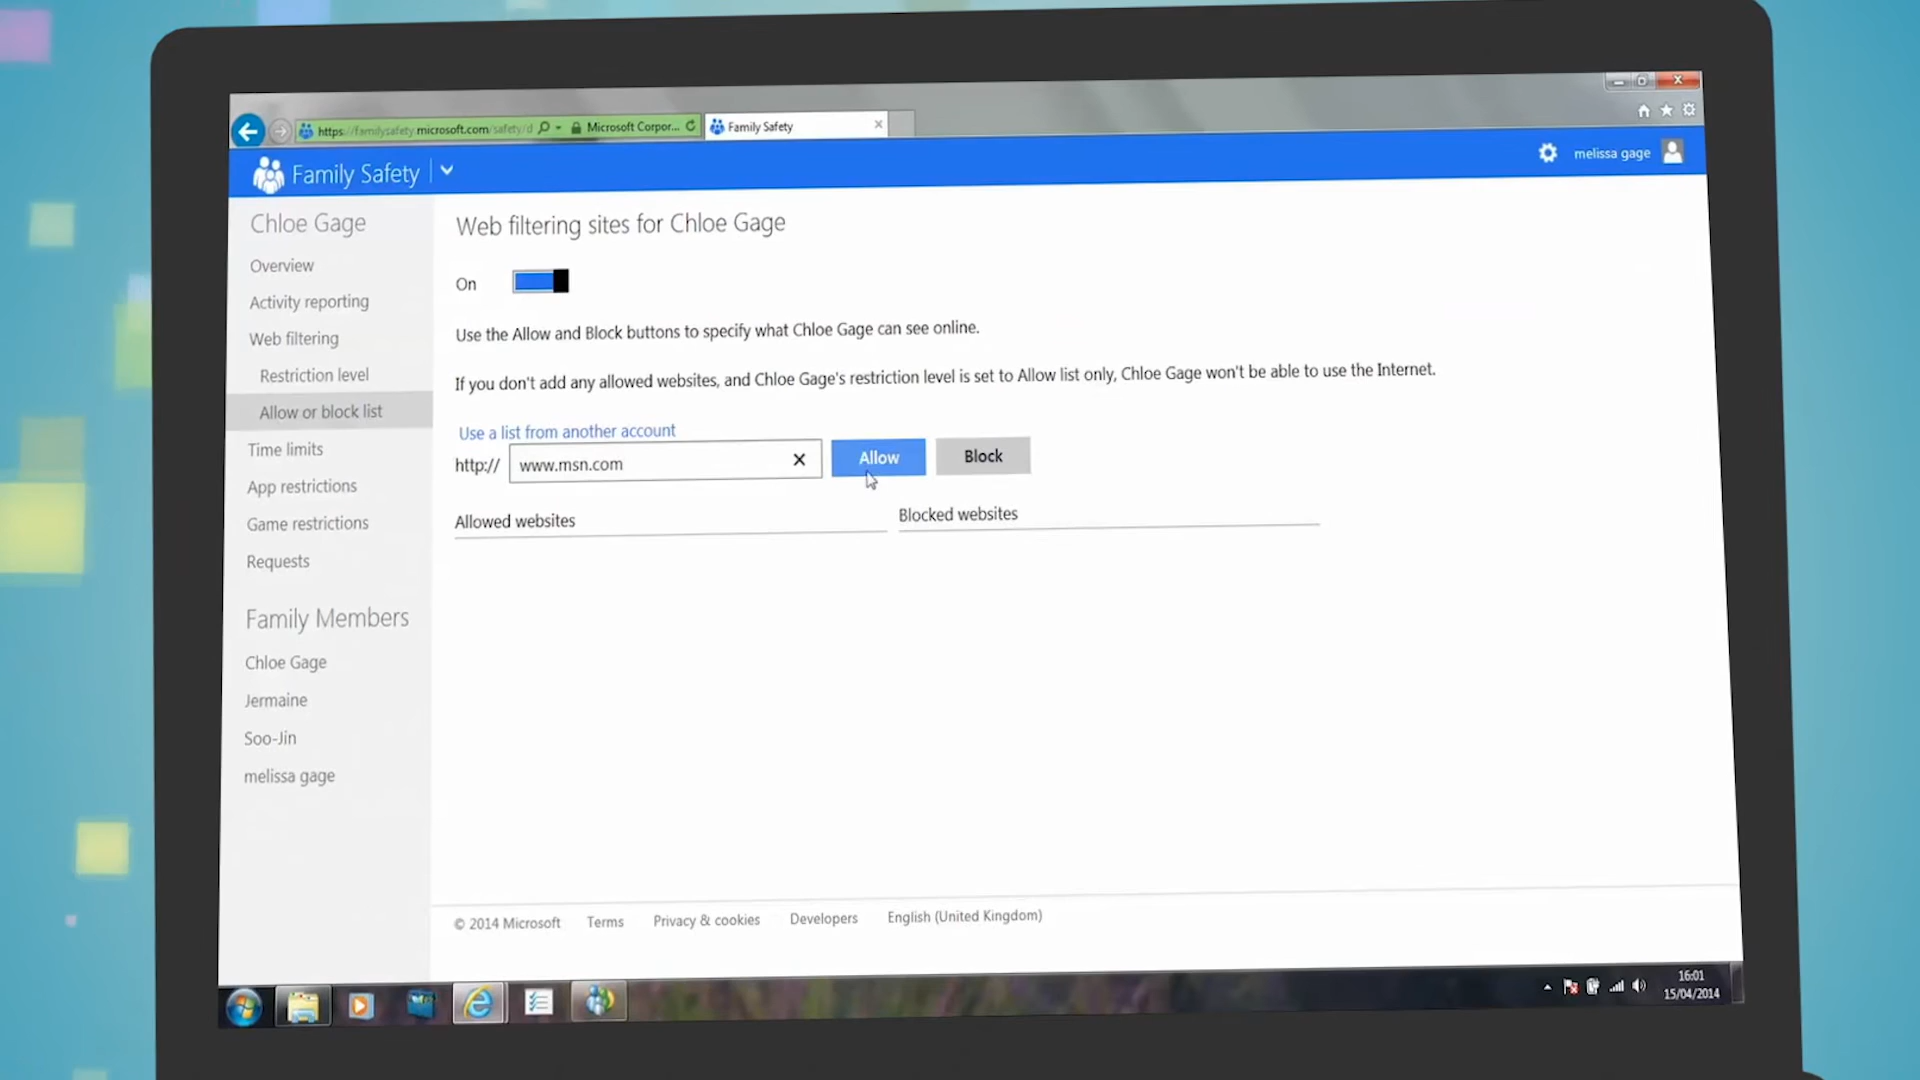 https://familysafety.microsoft.com/safety/d
Microsoft Corpor...
Family Safety
Family Safety
melissa gage
Chloe Gage
Overview
Activity reporting
Web filtering
Restriction level
Allow or block list
Time limits
App restrictions
Game restrictions
Requests
Family Members
Chloe Gage
Jermaine
Soo-Jin
melissa gage
Web filtering sites for Chloe Gage
On
Use the Allow and Block buttons to specify what Chloe Gage can see online.
If you don't add any allowed websites, and Chloe Gage's restriction level is set to Allow list only, Chloe Gage won't be able to use the Internet.
Use a list from another account
http:// www.msn.com
Allow
Block
Allowed websites
Blocked websites
© 2014 Microsoft Terms Privacy & cookies Developers English (United Kingdom)
16:01
15/04/2014